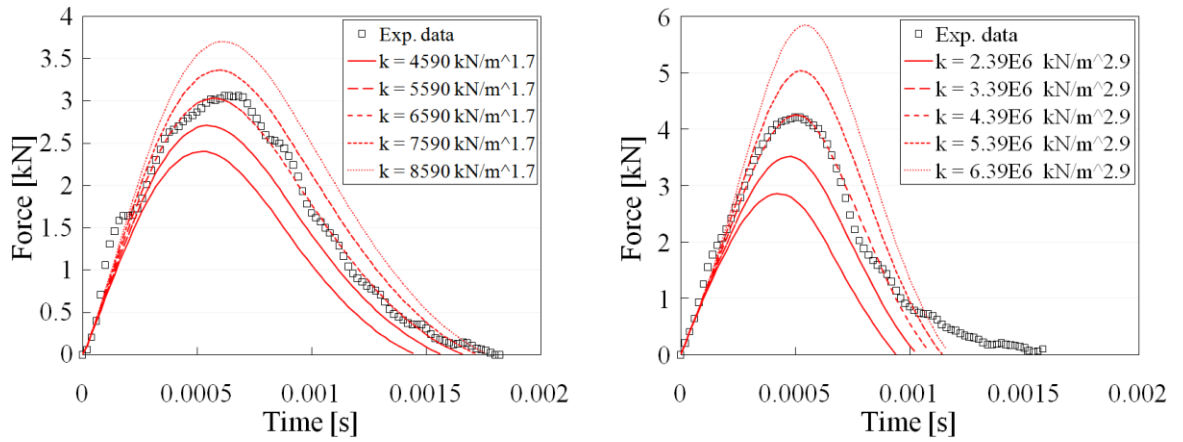 4
3.5
3
2.5
2
1.5
1
0.5
0
Force [kN]
0 0.0005 0.001 0.0015 0.002
Time [s]
Exp. data
k = 4590 kN/m^1.7
k = 5590 kN/m^1.7
k = 6590 kN/m^1.7
k = 7590 kN/m^1.7
k = 8590 kN/m^1.7
6
5
4
3
2
1
0
Force [kN]
0 0.0005 0.001 0.0015 0.002
Time [s]
Exp. data
k = 2.39E6 kN/m^2.9
k = 3.39E6 kN/m^2.9
k = 4.39E6 kN/m^2.9
k = 5.39E6 kN/m^2.9
k = 6.39E6 kN/m^2.9